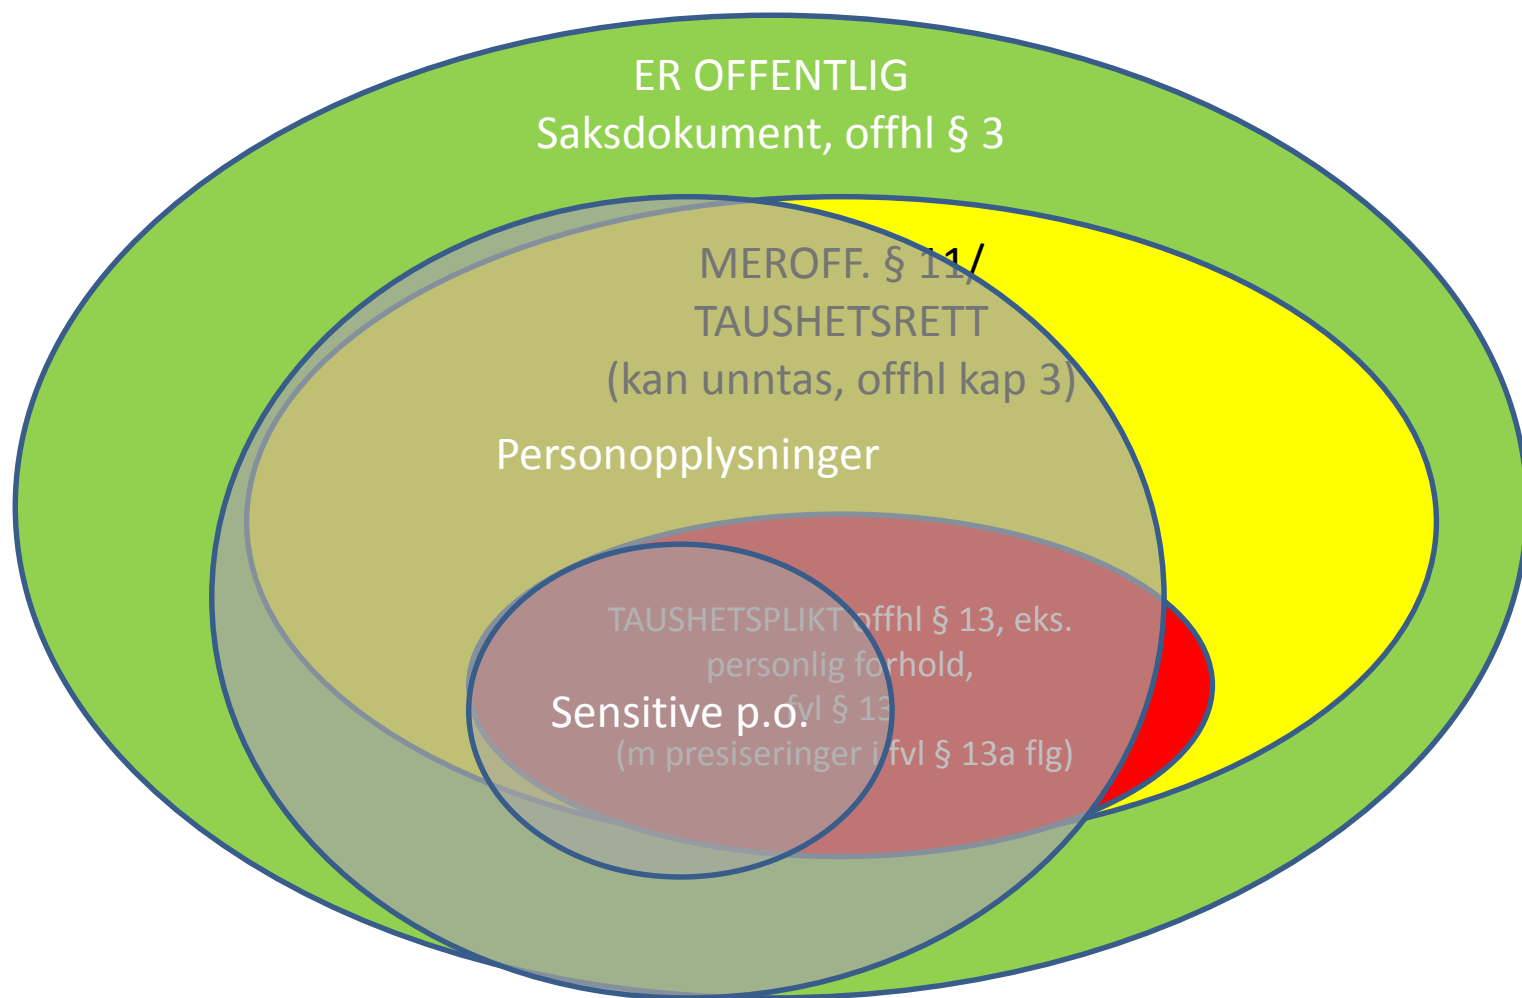 ER OFFENTLIG
Saksdokument, offhl § 3
MEROFF. § 11/
TAUSHETSRETT
(kan unntas, offhl kap 3)
Personopplysninger
TAUSHETSPLIKT offhl § 13, eks.
personlig forhold,
fvl § 13
Sensitive p.o.
(m presiseringer i fvl § 13a flg)